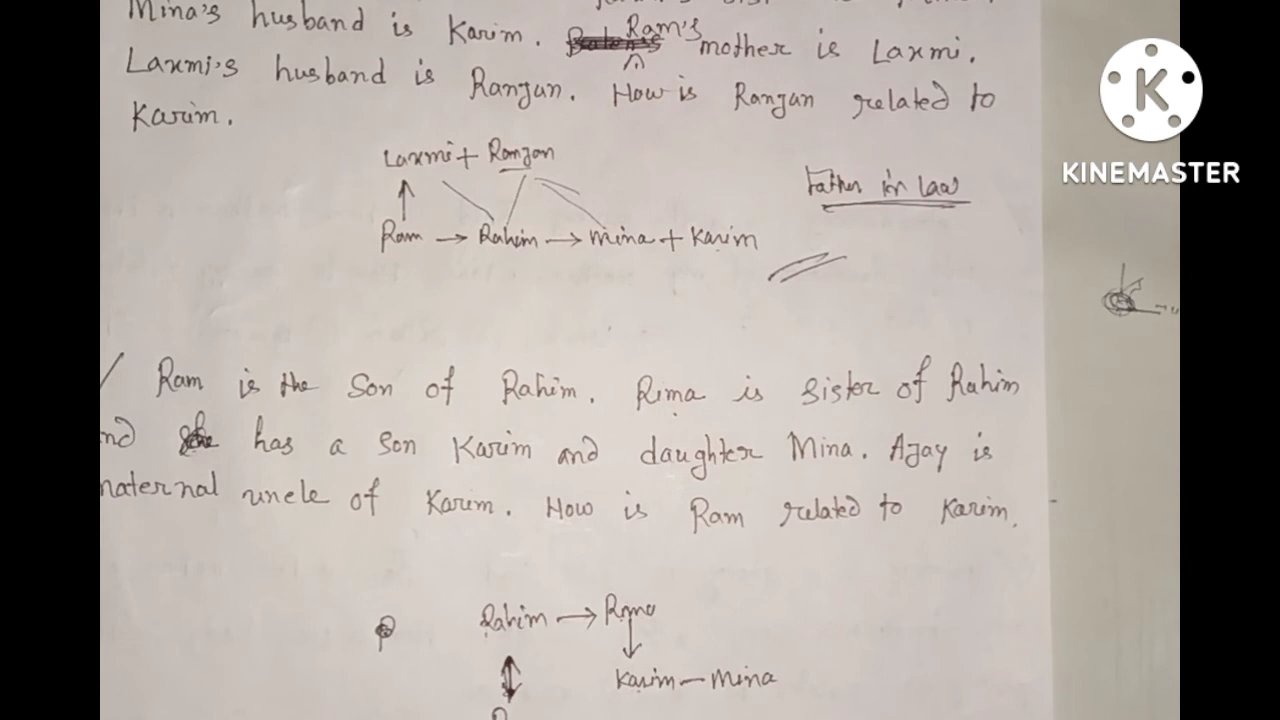 Mina's husband is Karim. Ram's mother is Laxmi.
Laxmi's husband is Ranjan. How is Ranjan related to
Karim.
Laxmi + Ranjan
Father in law
Ram → Rahim → Mina + Karim
Ram is the Son of Rahim. Rima is Sister of Rahim
nd She has a Son Karim and daughter Mina. Ajay is
maternal uncle of Karim. How is Ram related to Karim.
Rahim → Rima
Karim - Mina
K
KINEMASTER